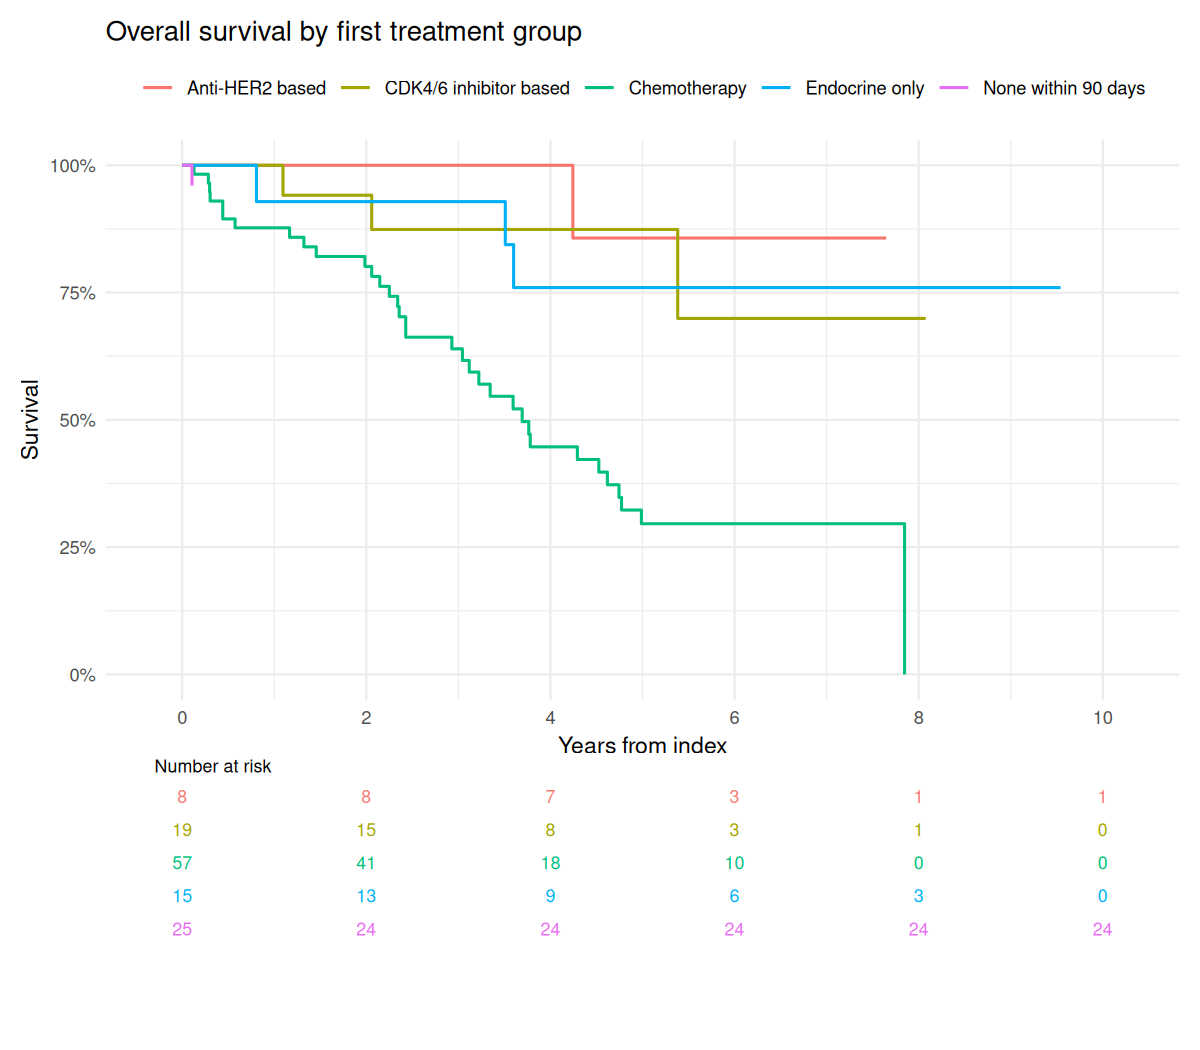 Overall survival by first treatment group
Anti-HER2 based CDK4/6 inhibitor based Chemotherapy Endocrine only None within 90 days
100%
75%
50%
25%
0%
Survival
0 2 4 6 8 10
Years from index
Number at risk
8 8 7 3 1 1
19 15 8 3 1 0
57 41 18 10 0 0
15 13 9 6 3 0
25 24 24 24 24 24